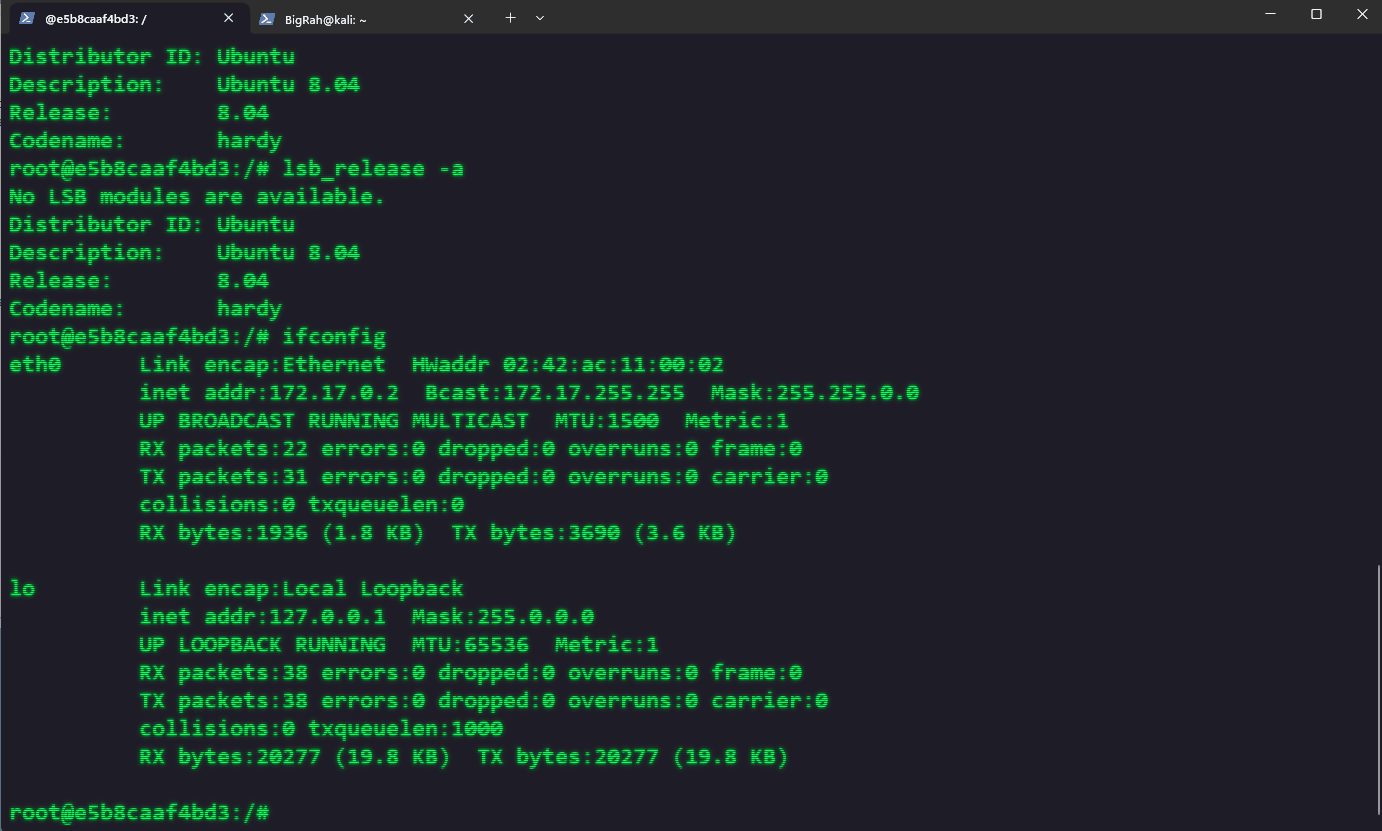 @e5b8caaf4bd3: /
BigRah@kali: ~
Distributor ID: Ubuntu
Description:    Ubuntu 8.04
Release:        8.04
Codename:       hardy
root@e5b8caaf4bd3:/# lsb_release -a
No LSB modules are available.
Distributor ID: Ubuntu
Description:    Ubuntu 8.04
Release:        8.04
Codename:       hardy
root@e5b8caaf4bd3:/# ifconfig
eth0      Link encap:Ethernet  HWaddr 02:42:ac:11:00:02
          inet addr:172.17.0.2  Bcast:172.17.255.255  Mask:255.255.0.0
          UP BROADCAST RUNNING MULTICAST  MTU:1500  Metric:1
          RX packets:22 errors:0 dropped:0 overruns:0 frame:0
          TX packets:31 errors:0 dropped:0 overruns:0 carrier:0
          collisions:0 txqueuelen:0
          RX bytes:1936 (1.8 KB)  TX bytes:3690 (3.6 KB)

lo        Link encap:Local Loopback
          inet addr:127.0.0.1  Mask:255.0.0.0
          UP LOOPBACK RUNNING  MTU:65536  Metric:1
          RX packets:38 errors:0 dropped:0 overruns:0 frame:0
          TX packets:38 errors:0 dropped:0 overruns:0 carrier:0
          collisions:0 txqueuelen:1000
          RX bytes:20277 (19.8 KB)  TX bytes:20277 (19.8 KB)

root@e5b8caaf4bd3:/#